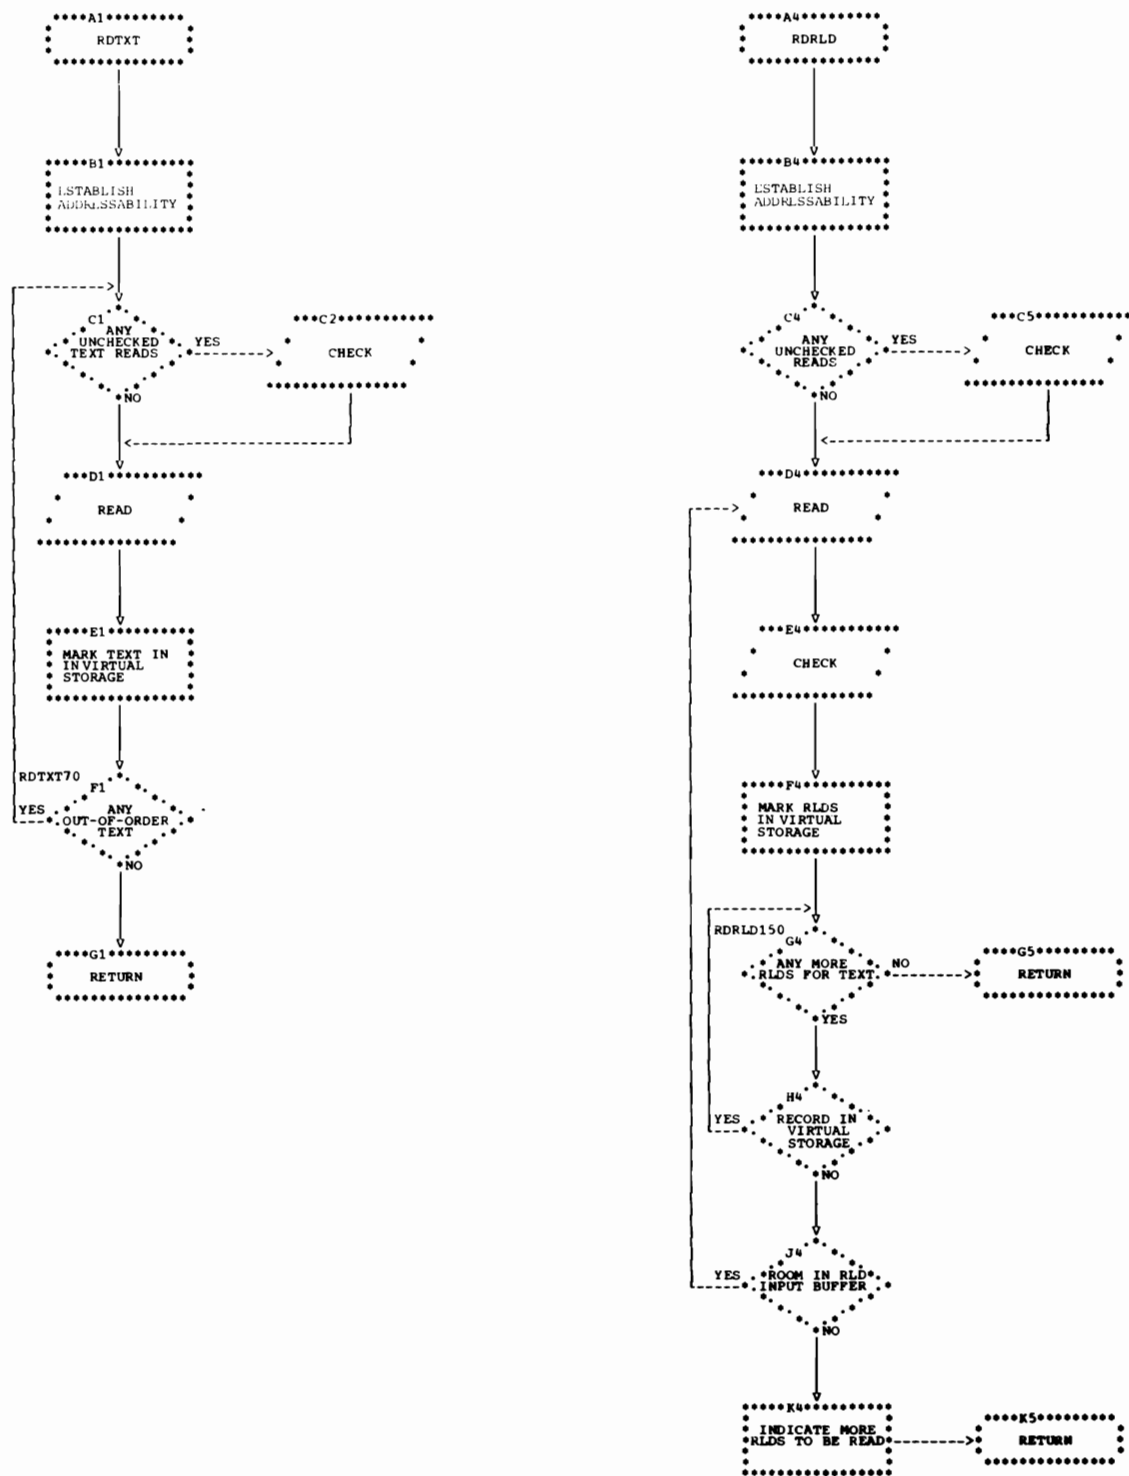 A1
RDTXT
B1
ESTABLISH
ADDRESSABILITY
C1
ANY
UNCHECKED
TEXT READS
YES
NO
C2
CHECK
D1
READ
E1
MARK TEXT IN
IN VIRTUAL
STORAGE
RDTXT70
F1
YES
ANY
OUT-OF-ORDER
TEXT
NO
G1
RETURN
A4
RDRLD
B4
ESTABLISH
ADDRESSABILITY
C4
ANY
UNCHECKED
READS
YES
NO
C5
CHECK
D4
READ
E4
CHECK
F4
MARK RLDS
IN VIRTUAL
STORAGE
RDRLD150
G4
ANY MORE
RLDS FOR TEXT
NO
YES
G5
RETURN
H4
YES
RECORD IN
VIRTUAL
STORAGE
NO
J4
YES
ROOM IN RLD
INPUT BUFFER
NO
K4
INDICATE MORE
RLDS TO BE READ
K5
RETURN